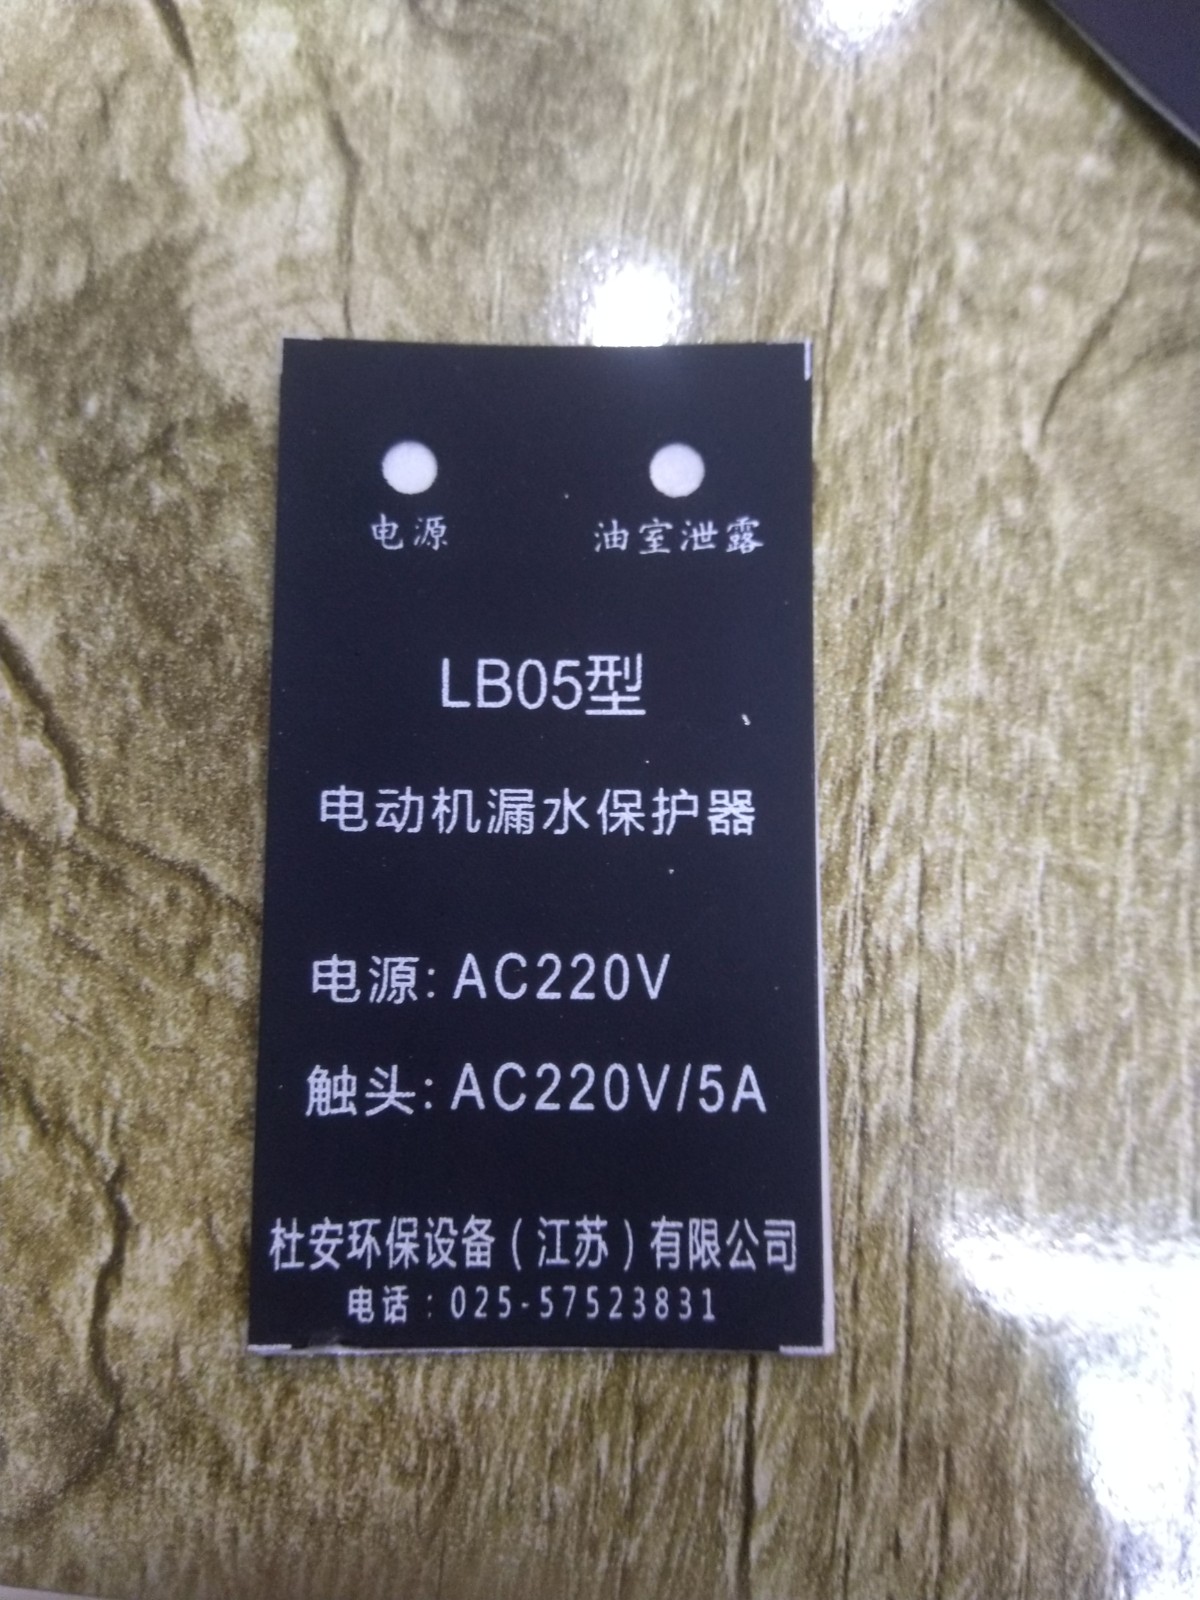 电源 油室泄露
LB05型
电动机漏水保护器
电源: AC220V
触头: AC220V/5A
杜安环保设备(江苏)有限公司
电话:025-57523831